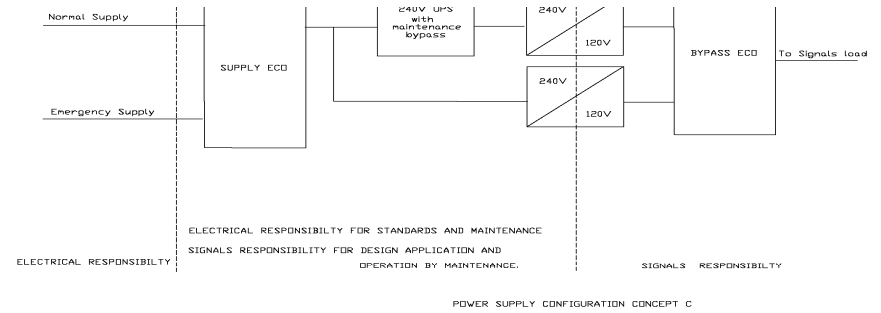 Normal Supply
240V UPS
with
maintenance
bypass
240V
120V
SUPPLY ECO
BYPASS ECO
To Signals load
240V
120V
Emergency Supply
ELECTRICAL RESPONSIBILTY FOR STANDARDS AND MAINTENANCE
SIGNALS RESPONSIBILITY FOR DESIGN APPLICATION AND
OPERATION BY MAINTENANCE.
ELECTRICAL RESPONSIBILTY
SIGNALS RESPONSIBILTY
POWER SUPPLY CONFIGURATION CONCEPT C